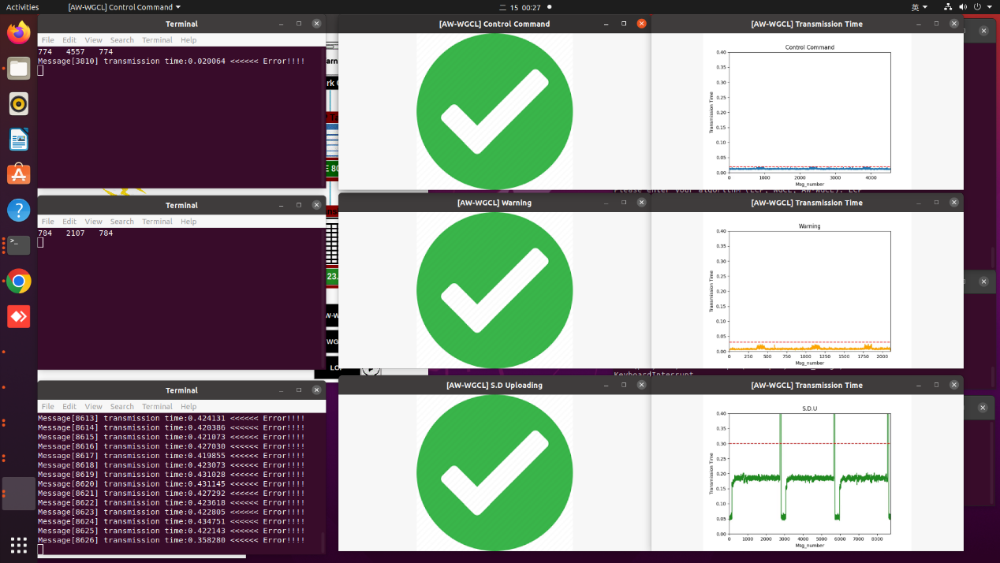 Activities
[AW-WGCL] Control Command
二 15 00:27
英
Terminal
File Edit View Search Terminal Help
774 4557 774
Message[3810] transmission time:0.020064 <<<<<< Error!!!!
[AW-WGCL] Control Command
[AW-WGCL] Transmission Time
Control Command
0.40
0.35
0.30
0.25
0.20
0.15
0.10
0.05
0.00
Transmission Time
0 1000 2000 3000 4000
Msg_number
Please enter your algorithm (LCF, WGCL, AW-WGCL): LCF
Terminal
File Edit View Search Terminal Help
784 2107 784
[AW-WGCL] Warning
[AW-WGCL] Transmission Time
Warning
0.40
0.35
0.30
0.25
0.20
0.15
0.10
0.05
0.00
Transmission Time
0 250 500 750 1000 1250 1500 1750 2000
Msg_number
KeyboardInterrupt
Terminal
File Edit View Search Terminal Help
Message[8613] transmission time:0.424131 <<<<<< Error!!!!
Message[8614] transmission time:0.420386 <<<<<< Error!!!!
Message[8615] transmission time:0.421073 <<<<<< Error!!!!
Message[8616] transmission time:0.427030 <<<<<< Error!!!!
Message[8617] transmission time:0.419855 <<<<<< Error!!!!
Message[8618] transmission time:0.423073 <<<<<< Error!!!!
Message[8619] transmission time:0.431028 <<<<<< Error!!!!
Message[8620] transmission time:0.431145 <<<<<< Error!!!!
Message[8621] transmission time:0.427292 <<<<<< Error!!!!
Message[8622] transmission time:0.423618 <<<<<< Error!!!!
Message[8623] transmission time:0.422805 <<<<<< Error!!!!
Message[8624] transmission time:0.434751 <<<<<< Error!!!!
Message[8625] transmission time:0.422143 <<<<<< Error!!!!
Message[8626] transmission time:0.358280 <<<<<< Error!!!!
[AW-WGCL] S.D Uploading
[AW-WGCL] Transmission Time
S.D.U
0.40
0.35
0.30
0.25
0.20
0.15
0.10
0.05
0.00
Transmission Time
0 1000 2000 3000 4000 5000 6000 7000 8000
Msg_number